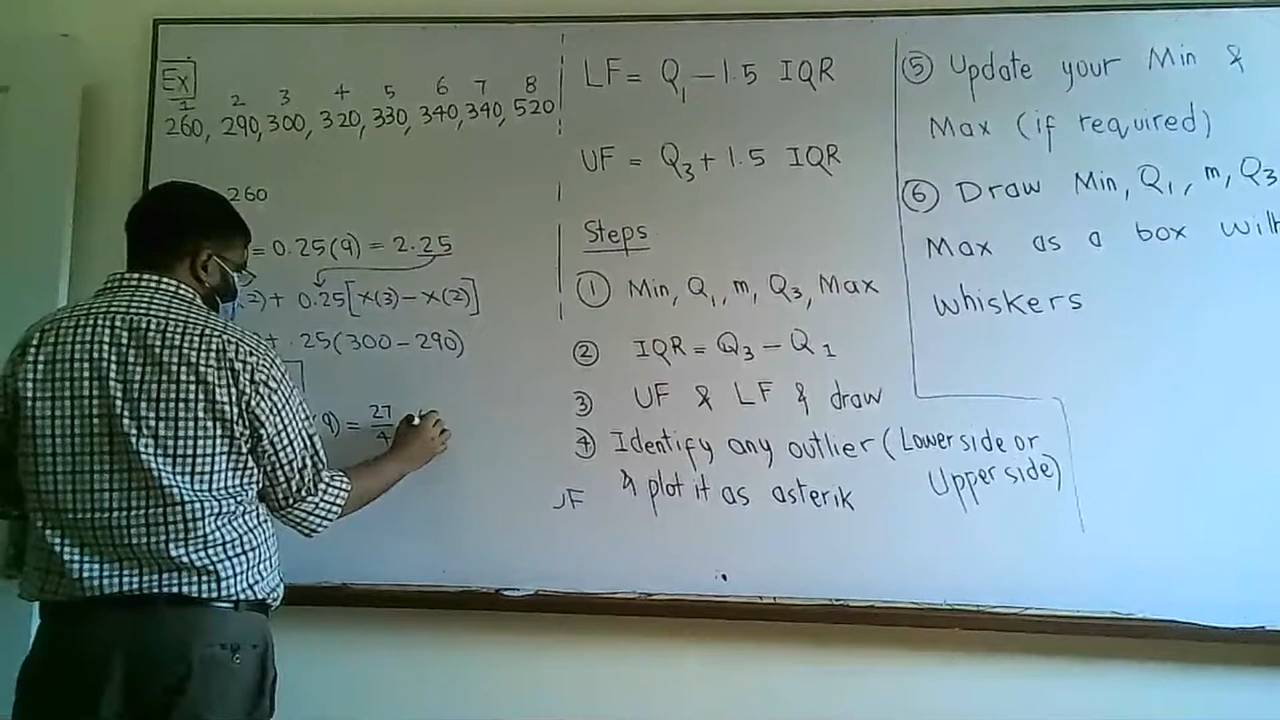 Ex
1 2 3 4 5 6 7 8
260, 290, 300, 320, 330, 340, 340, 520
260
= 0.25(9) = 2.25
2) + 0.25[x(3) - x(2)]
+ .25(300 - 290)
9) = 27/4
LF = Q1 - 1.5 IQR
UF = Q3 + 1.5 IQR
Steps
① Min, Q1, m, Q3, Max
② IQR = Q3 - Q1
③ UF & LF & draw
④ Identify any outlier (Lower side or
Upper side)
& plot it as asterik
UF
⑤ Update your Min &
Max (if required)
⑥ Draw Min, Q1, m, Q3
Max as a box with
whiskers